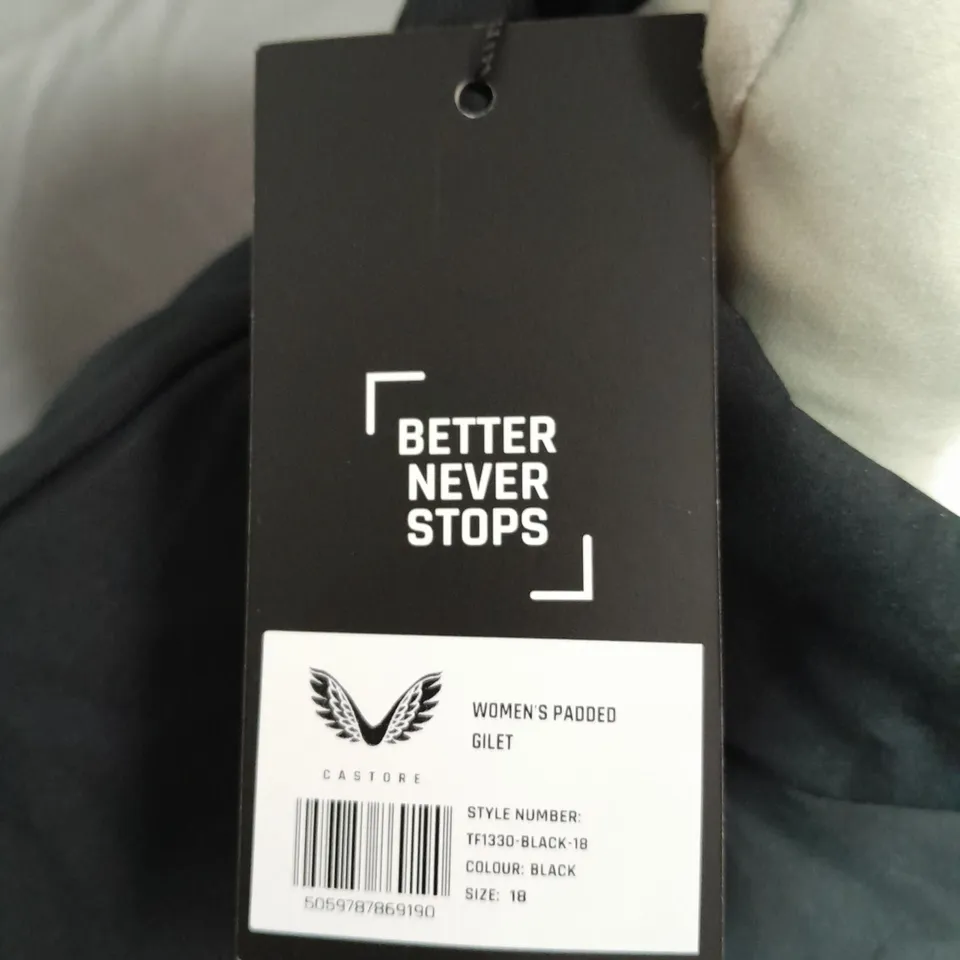 BETTER
NEVER
STOPS
CASTORE
WOMEN'S PADDED
GILET
STYLE NUMBER:
TF1330-BLACK-18
COLOUR: BLACK
SIZE: 18
5059787869190